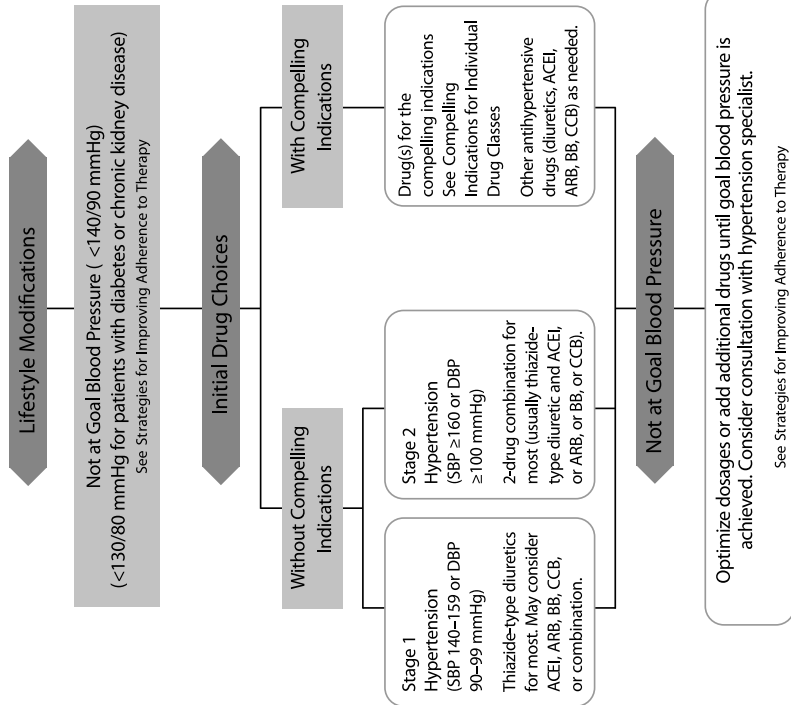 Lifestyle Modifications
Not at Goal Blood Pressure (<140/90 mmHg)
(<130/80 mmHg for patients with diabetes or chronic kidney disease)
See Strategies for Improving Adherence to Therapy
Initial Drug Choices
Without Compelling
Indications
With Compelling
Indications
Stage 1
Hypertension
(SBP 140–159 or DBP
90–99 mmHg)
Thiazide-type diuretics
for most. May consider
ACEI, ARB, BB, CCB,
or combination.
Stage 2
Hypertension
(SBP ≥160 or DBP
≥100 mmHg)
2-drug combination for
most (usually thiazide-
type diuretic and ACEI,
or ARB, or BB, or CCB).
Drug(s) for the
compelling indications
See Compelling
Indications for Individual
Drug Classes
Other antihypertensive
drugs (diuretics, ACEI,
ARB, BB, CCB) as needed.
Not at Goal Blood Pressure
Optimize dosages or add additional drugs until goal blood pressure is
achieved. Consider consultation with hypertension specialist.
See Strategies for Improving Adherence to Therapy